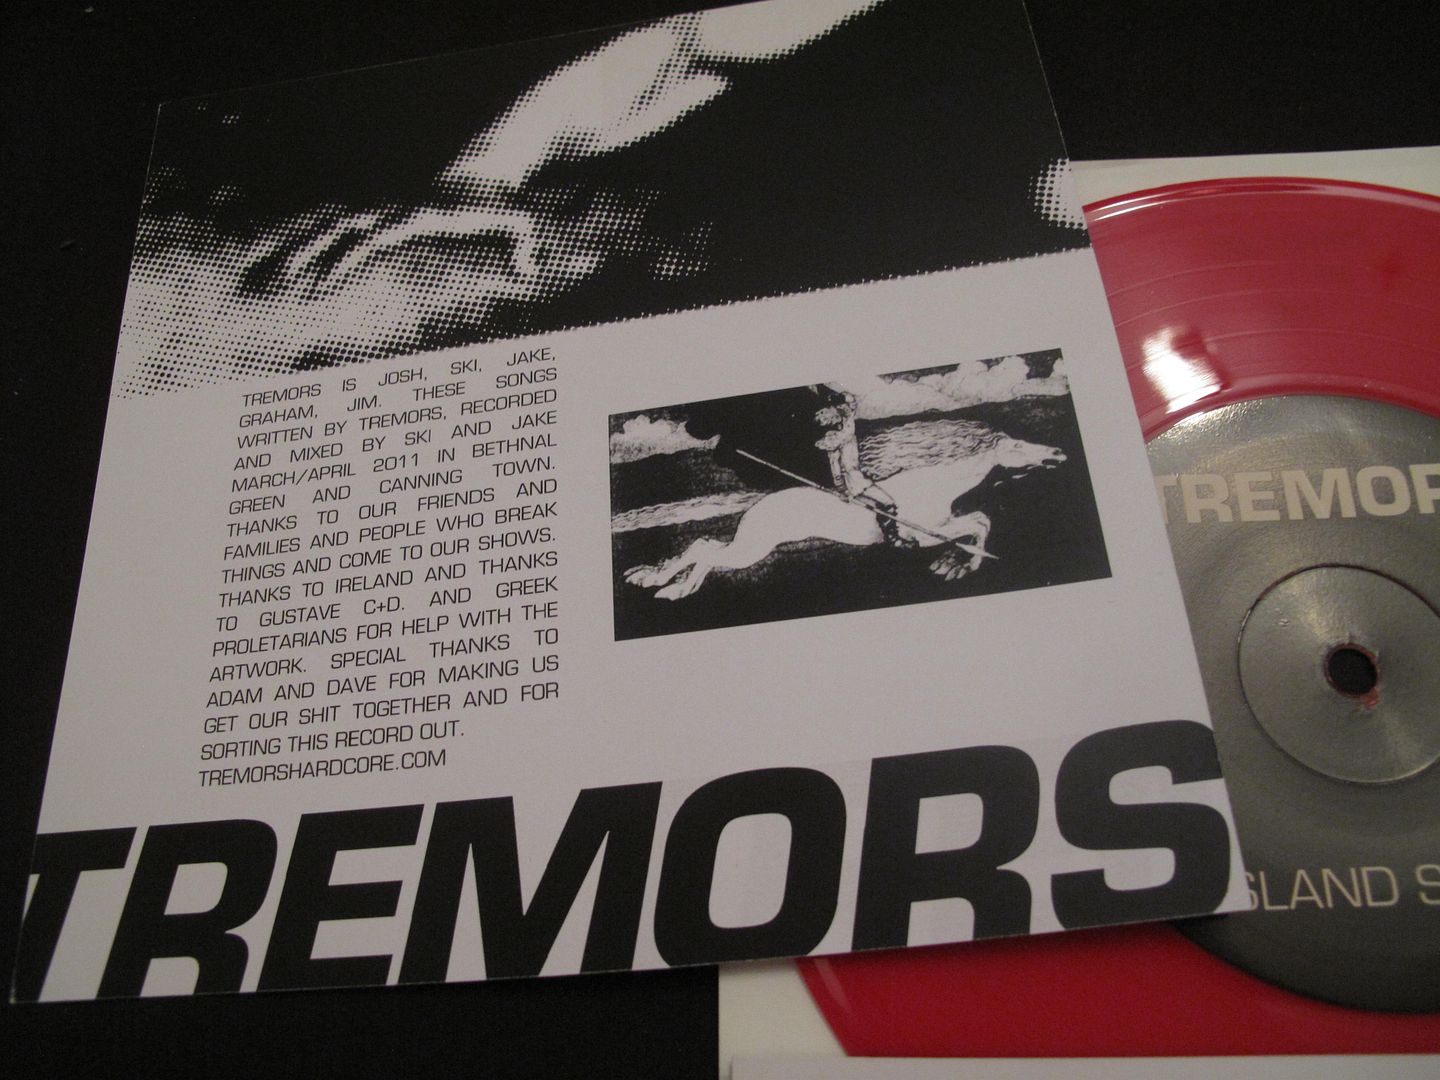 TREMORS IS JOSH, SKI, JAKE,
GRAHAM, JIM. THESE SONGS
WRITTEN BY TREMORS, RECORDED
AND MIXED BY SKI AND JAKE
MARCH/APRIL 2011 IN BETHNAL
GREEN AND CANNING TOWN.
THANKS TO OUR FRIENDS AND
FAMILIES AND PEOPLE WHO BREAK
THINGS AND COME TO OUR SHOWS.
THANKS TO IRELAND AND THANKS
TO GUSTAVE C+D. AND GREEK
PROLETARIANS FOR HELP WITH THE
ARTWORK. SPECIAL THANKS TO
ADAM AND DAVE FOR MAKING US
GET OUR SHIT TOGETHER AND FOR
SORTING THIS RECORD OUT.
TREMORSHARDCORE.COM
TREMORS
TREMOR
SLAND S